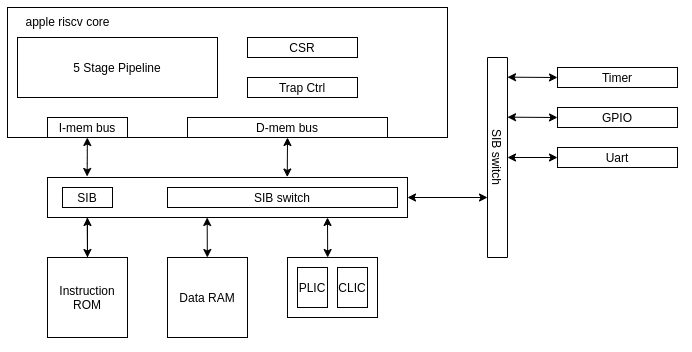 apple riscv core
5 Stage Pipeline
CSR
Trap Ctrl
I-mem bus
D-mem bus
SIB
SIB switch
Instruction
ROM
Data RAM
PLIC
CLIC
SIB switch
Timer
GPIO
Uart